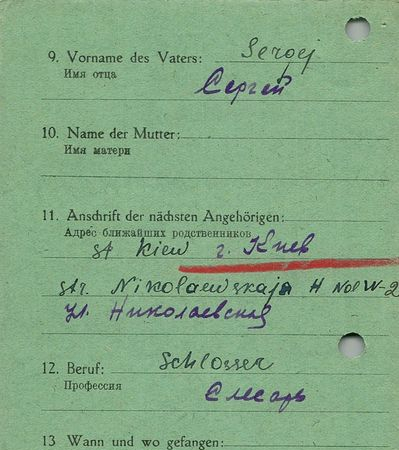 9. Vorname des Vaters: Sergej
Имя отца
Сергей
10. Name der Mutter:
Имя матери
11. Anschrift der nächsten Angehörigen:
Адрес ближайших родственников
st Kiew г. Киев
str. Nikolaewskaja H
ул. Николаевская
12. Beruf: Schlosser
Профессия
Слесарь
13 Wann und wo gefangen: